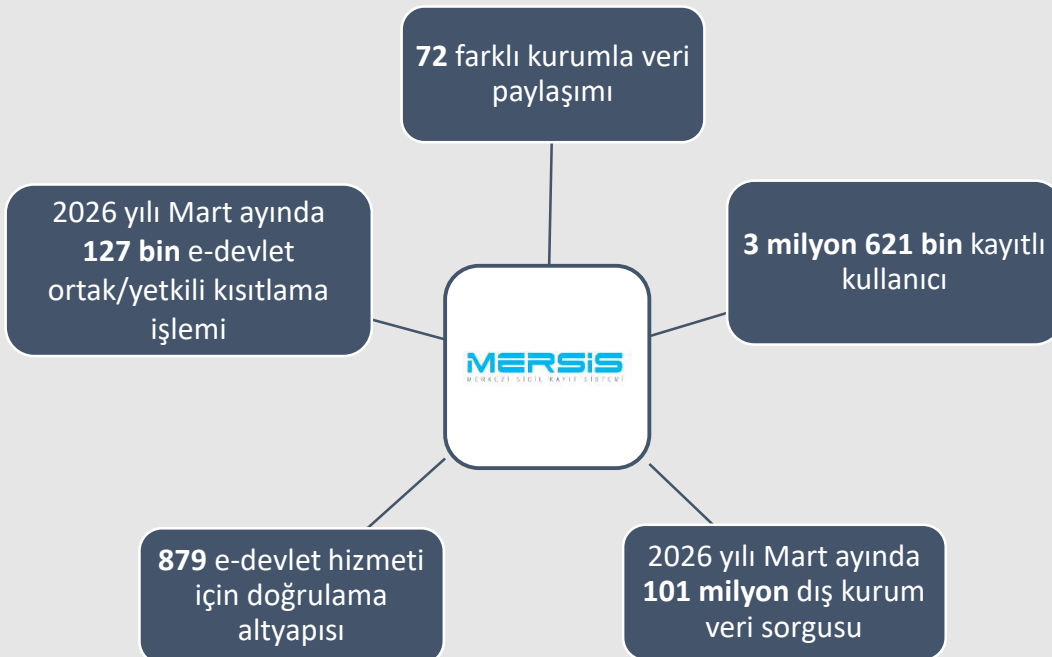 72 farklı kurumla veri
paylaşımı
2026 yılı Mart ayında
127 bin e-devlet
ortak/yetkili kısıtlama
işlemi
3 milyon 621 bin kayıtlı
kullanıcı
MERSİS
MERKEZİ SİCİL KAYIT SİSTEMİ
879 e-devlet hizmeti
için doğrulama
altyapısı
2026 yılı Mart ayında
101 milyon dış kurum
veri sorgusu